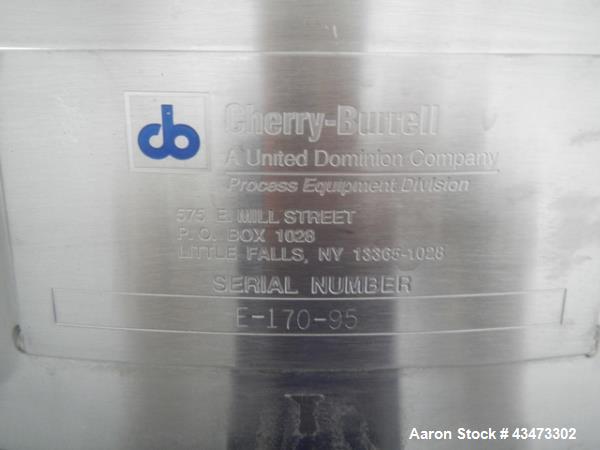 cb Cherry-Burrell
A United Dominion Company
Process Equipment Division
575 E. MILL STREET
P.O. BOX 1028
LITTLE FALLS, NY 13365-1028
SERIAL NUMBER
E-170-95
Aaron Stock # 43473302